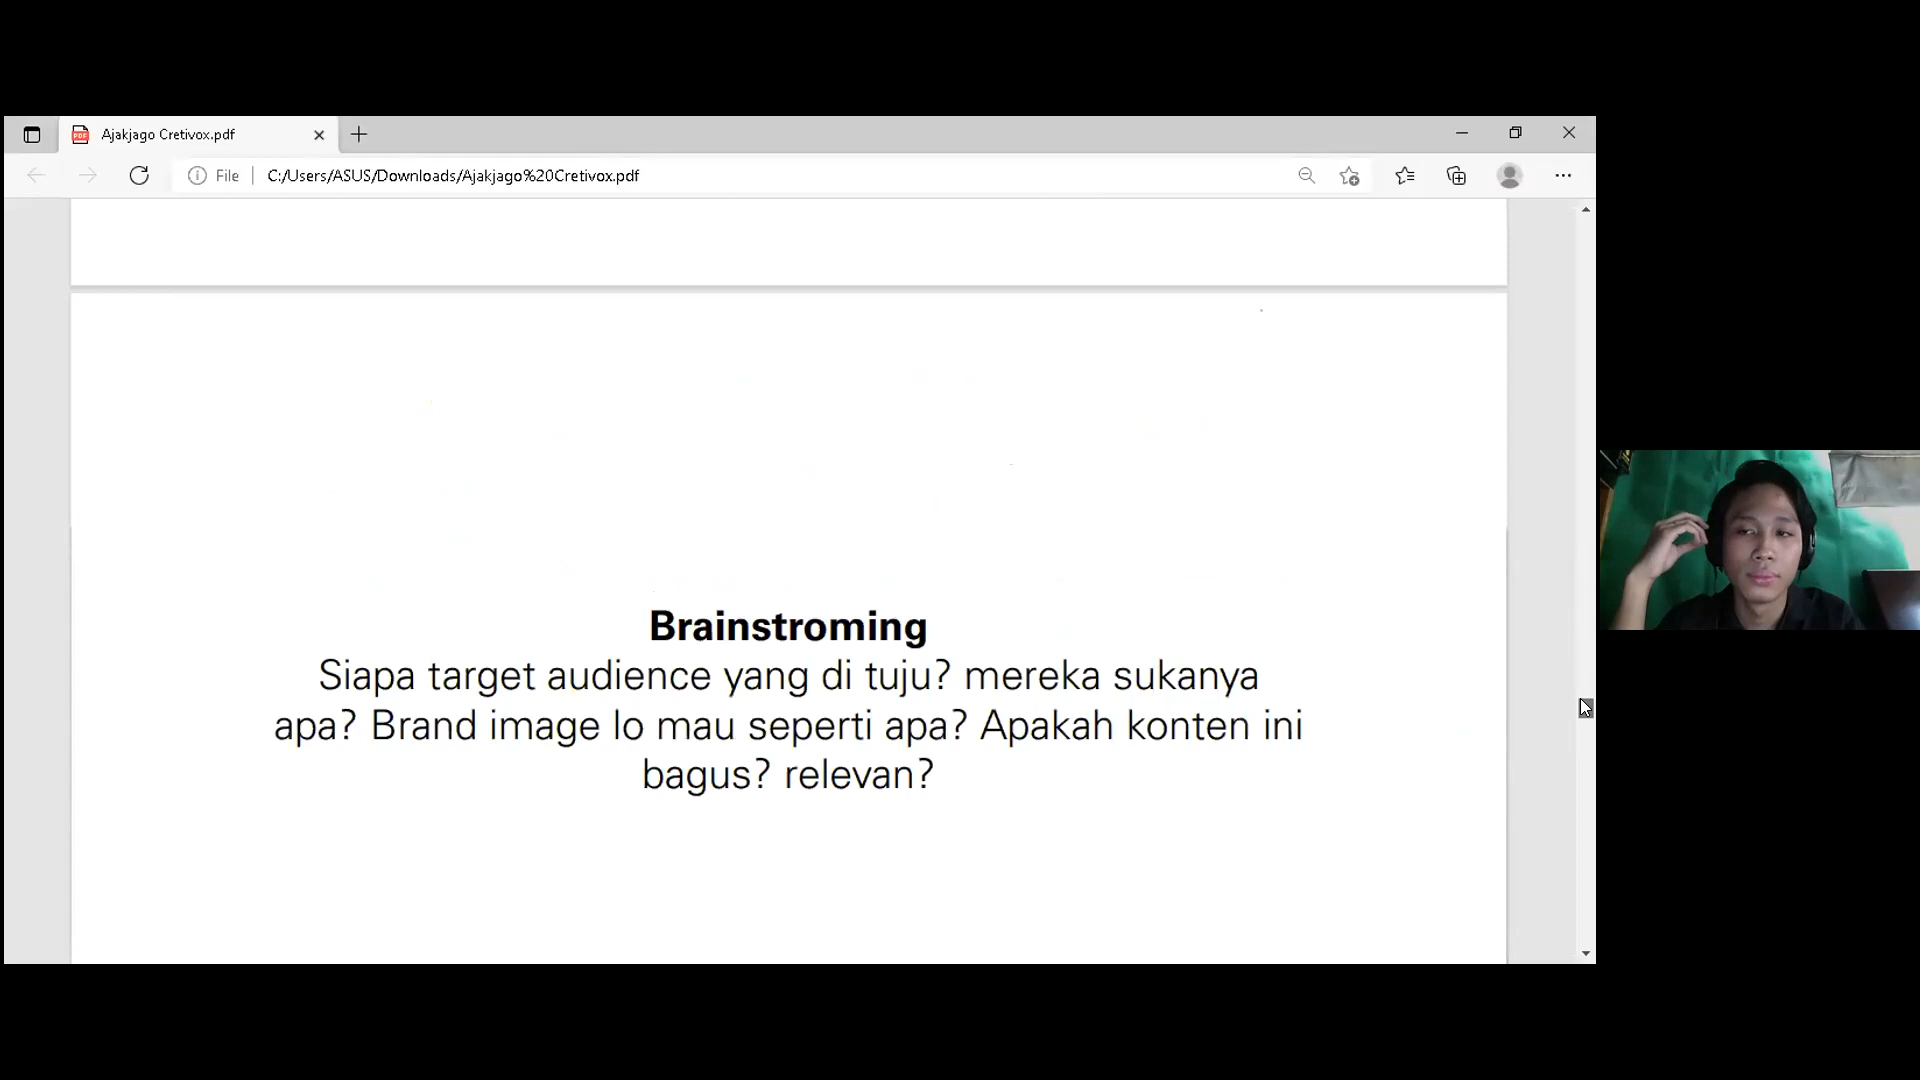 Ajakjago Cretivox.pdf
File
C:/Users/ASUS/Downloads/Ajakjago%20Cretivox.pdf
Brainstroming
Siapa target audience yang di tuju? mereka sukanya
apa? Brand image lo mau seperti apa? Apakah konten ini
bagus? relevan?